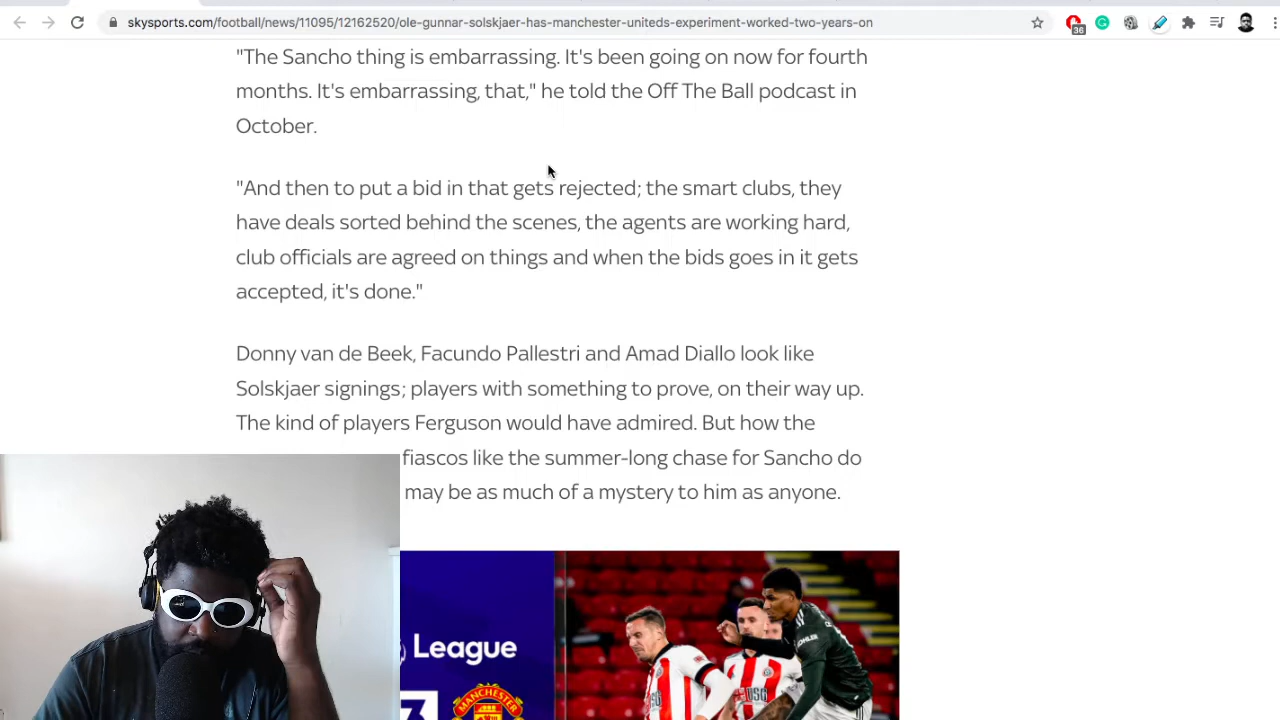 skysports.com/football/news/11095/12162520/ole-gunner-solskjaer-has-manchester-uniteds-experiment-worked-two-years-on
36
"The Sancho thing is embarrassing. It's been going on now for fourth
months. It's embarrassing, that," he told the Off The Ball podcast in
October.
"And then to put a bid in that gets rejected; the smart clubs, they
have deals sorted behind the scenes, the agents are working hard,
club officials are agreed on things and when the bids goes in it gets
accepted, it's done."
Donny van de Beek, Facundo Pallestri and Amad Diallo look like
Solskjaer signings; players with something to prove, on their way up.
The kind of players Ferguson would have admired. But how the
fiascos like the summer-long chase for Sancho do
may be as much of a mystery to him as anyone.
League
3
MANCHESTER